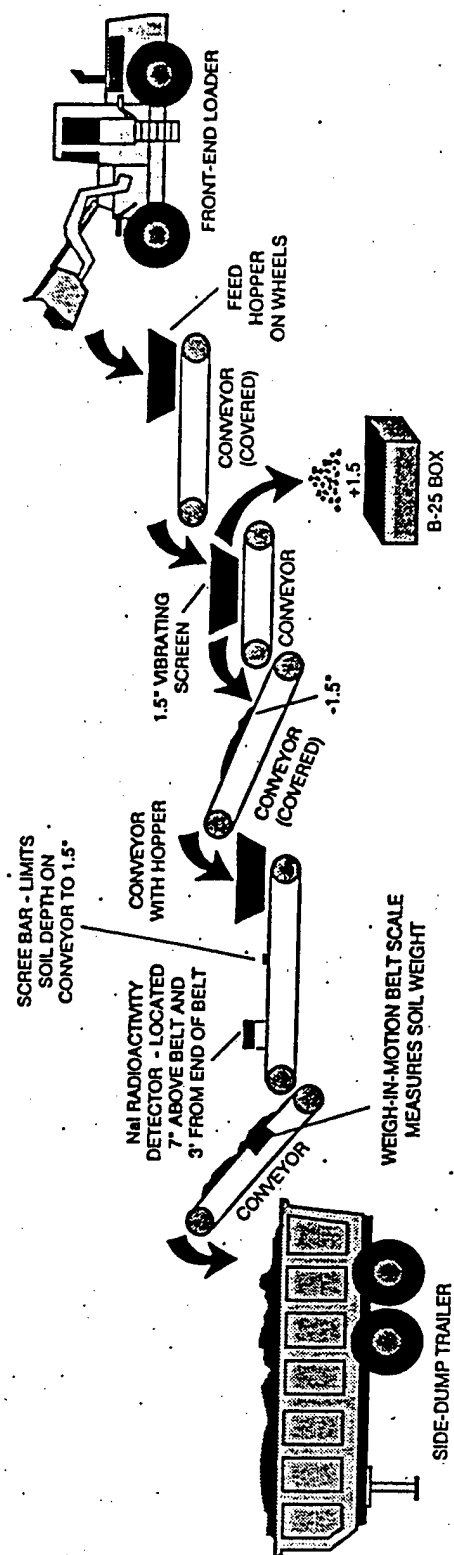 FRONT-END LOADER
FEED
HOPPER
ON WHEELS
CONVEYOR
(COVERED)
1.5" VIBRATING
SCREEN
+1.5
B-25 BOX
CONVEYOR
-1.5"
CONVEYOR
(COVERED)
CONVEYOR
WITH HOPPER
SCREE BAR - LIMITS
SOIL DEPTH ON
CONVEYOR TO 1.5"
NaI RADIOACTIVITY
DETECTOR - LOCATED
7" ABOVE BELT AND
3' FROM END OF BELT
WEIGH-IN-MOTION BELT SCALE
MEASURES SOIL WEIGHT
CONVEYOR
SIDE-DUMP TRAILER